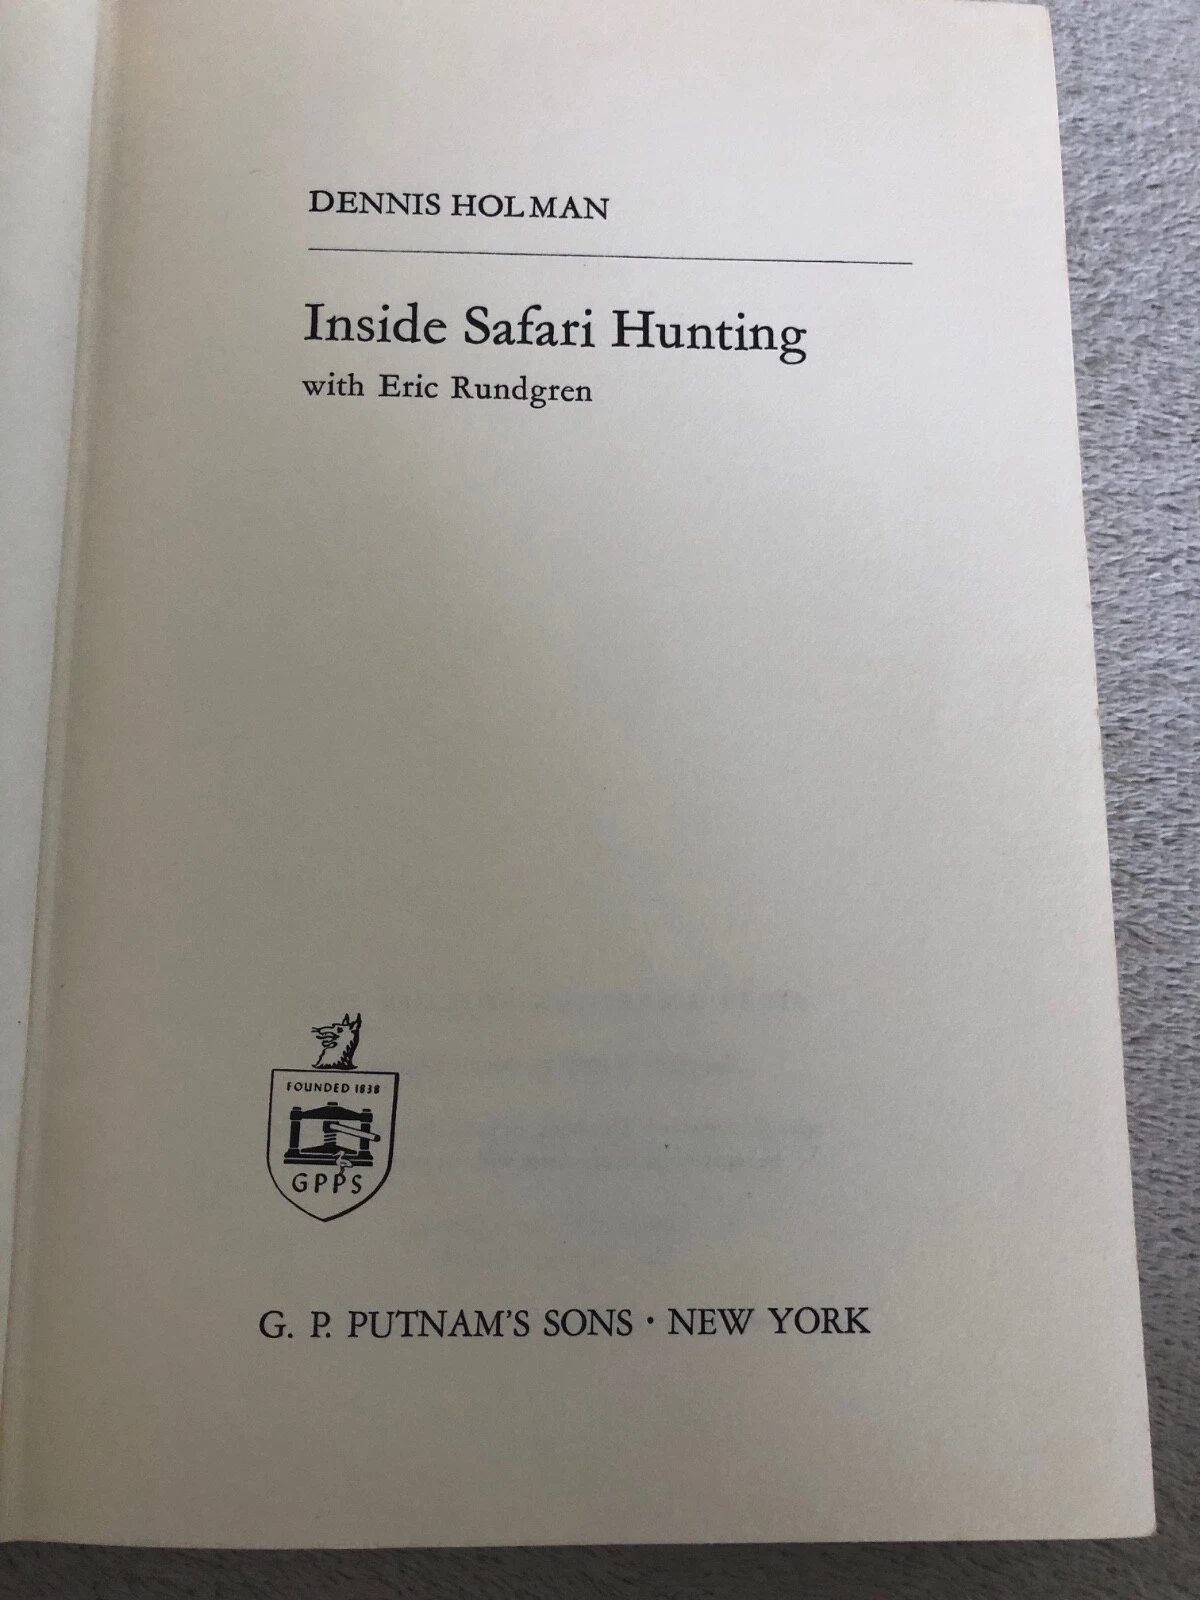 DENNIS HOLMAN
Inside Safari Hunting
with Eric Rundgren
FOUNDED 1838
GPPS
G. P. PUTNAM'S SONS · NEW YORK